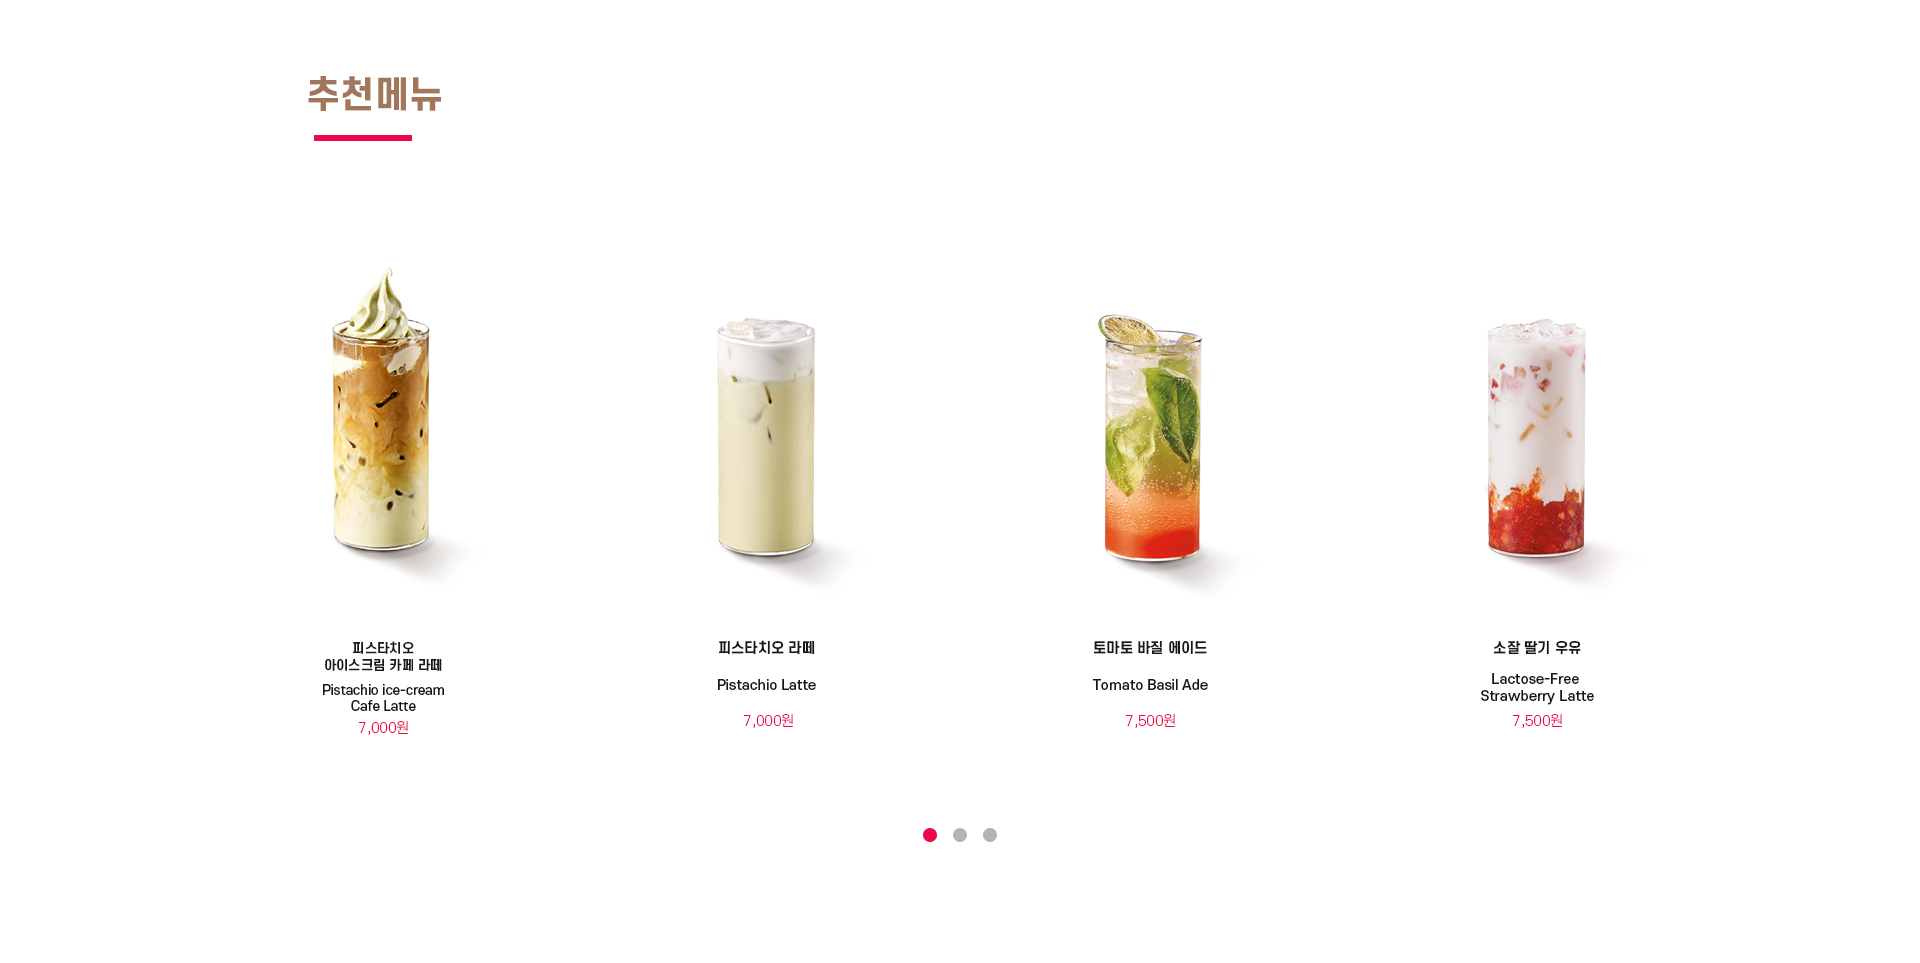 추천메뉴
피스타치오
아이스크림 카페 라떼
Pistachio ice-cream
Cafe Latte
7,000원
피스타치오 라떼
Pistachio Latte
7,000원
토마토 바질 에이드
Tomato Basil Ade
7,500원
소잘 딸기 우유
Lactose-Free
Strawberry Latte
7,500원